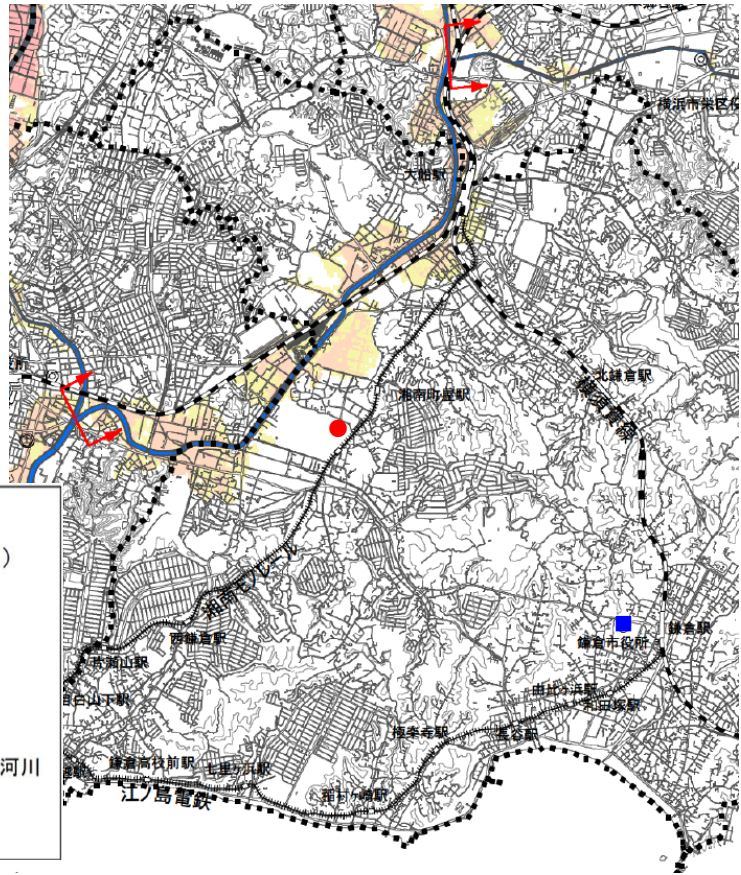 横浜市栄区役
大船駅
北鎌倉駅
湘南町屋駅
横須賀線
)
湘南モノレール
鎌倉駅
鎌倉市役所
西鎌倉駅
片瀬山駅
由比ヶ浜駅
和田塚駅
目白山下駅
極楽寺駅
長谷駅
鎌倉高校前駅
七里ヶ浜駅
河川
稲村ヶ崎駅
江ノ島電鉄